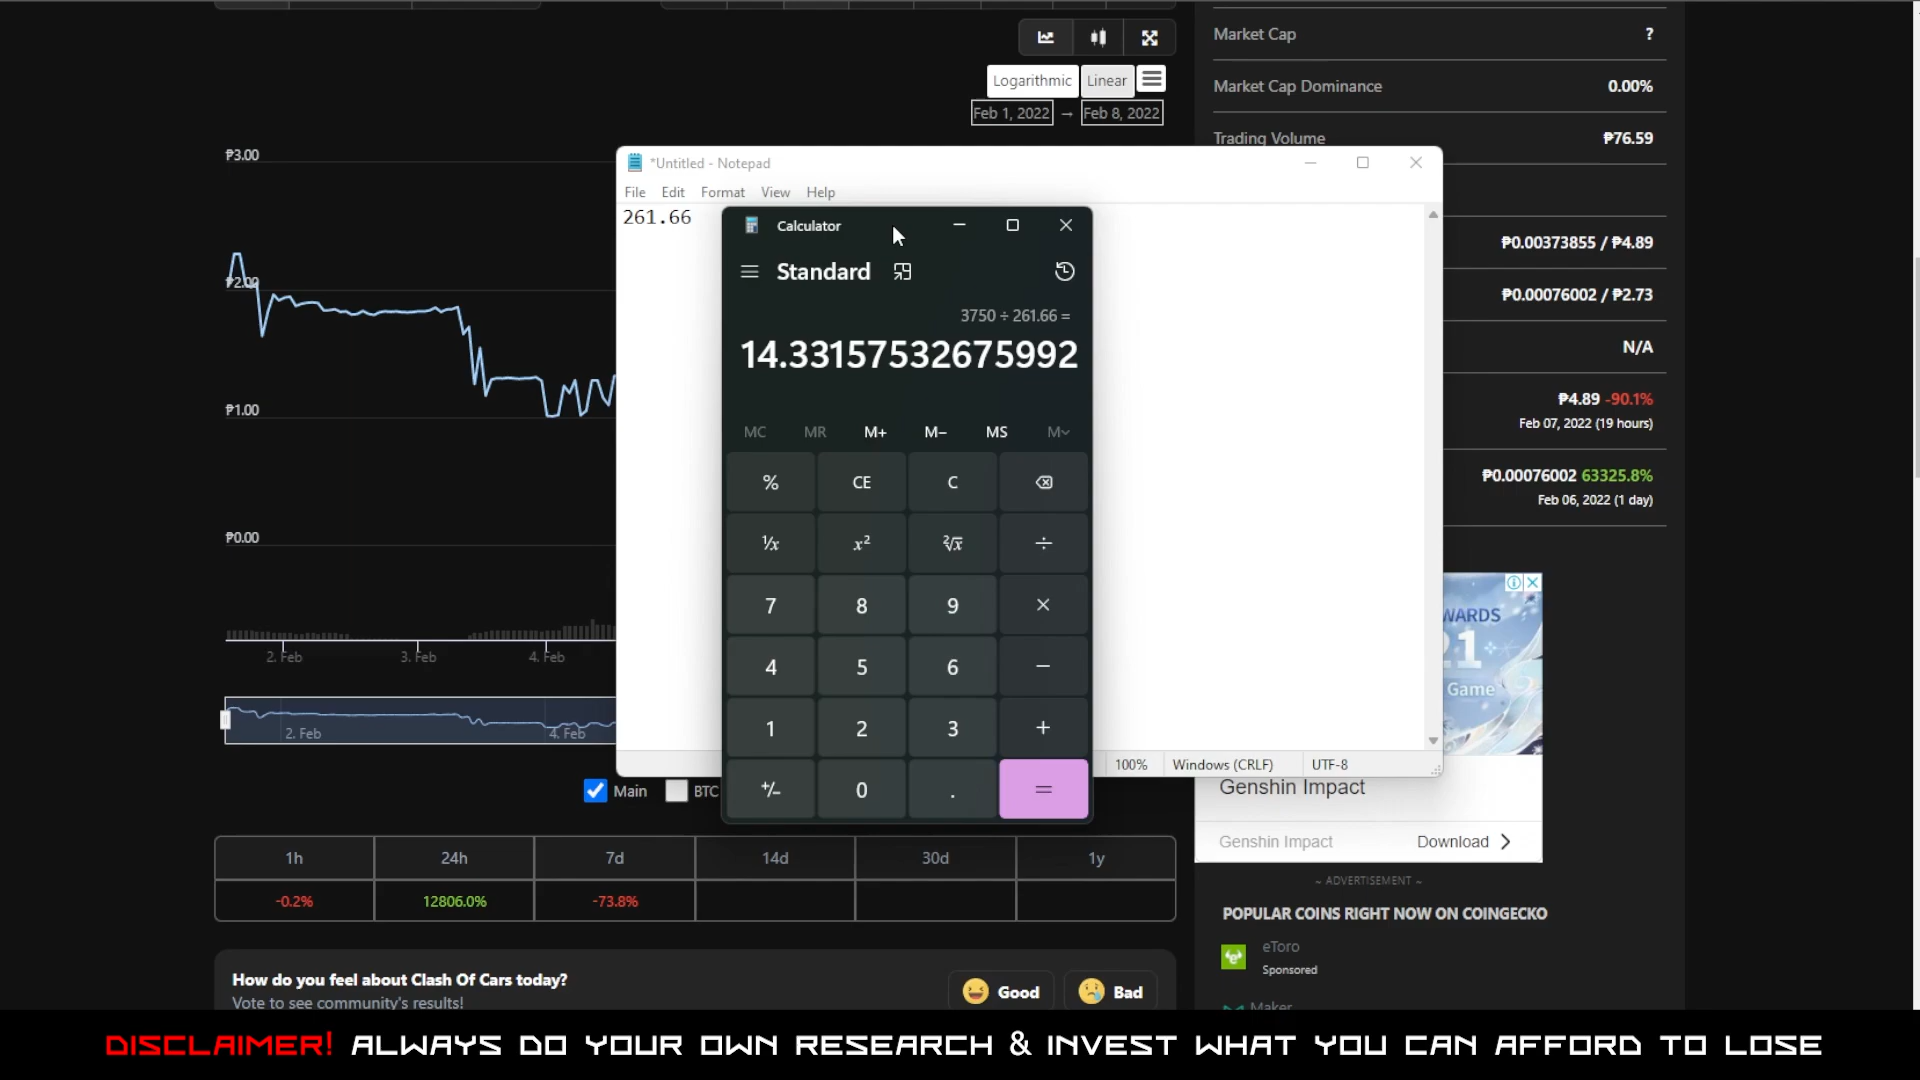 Logarithmic Linear
Feb 1, 2022 → Feb 8, 2022
₱3.00
₱2.00
₱1.00
₱0.00
2. Feb 3. Feb 4. Feb
2. Feb 4. Feb
Main BTC
1h 24h 7d 14d 30d 1y
-0.2% 12806.0% -73.8%
How do you feel about Clash Of Cars today?
Vote to see community's results!
Good Bad
*Untitled - Notepad
File Edit Format View Help
261.66
100% Windows (CRLF) UTF-8
Calculator
Standard
3750 ÷ 261.66 =
14.33157532675992
MC MR M+ M− MS M
% CE C
¹/x x² ²√x ÷
7 8 9 ×
4 5 6 −
1 2 3 +
+/− 0 . =
Market Cap ?
Market Cap Dominance 0.00%
Trading Volume ₱76.59
₱0.00373855 / ₱4.89
₱0.00076002 / ₱2.73
N/A
₱4.89 -90.1%
Feb 07, 2022 (19 hours)
₱0.00076002 63325.8%
Feb 06, 2022 (1 day)
WARDS
21
Game
Genshin Impact
Genshin Impact Download
~ ADVERTISEMENT ~
POPULAR COINS RIGHT NOW ON COINGECKO
eToro
Sponsored
Maker
DISCLAIMER! ALWAYS DO YOUR OWN RESEARCH & INVEST WHAT YOU CAN AFFORD TO LOSE